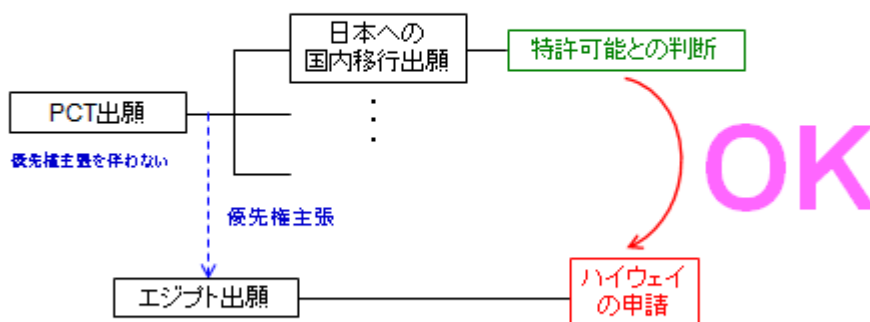 日本への
国内移行出願
特許可能との判断
PCT出願
優先権主張を伴わない
優先権主張
OK
エジプト出願
ハイウェイ
の申請